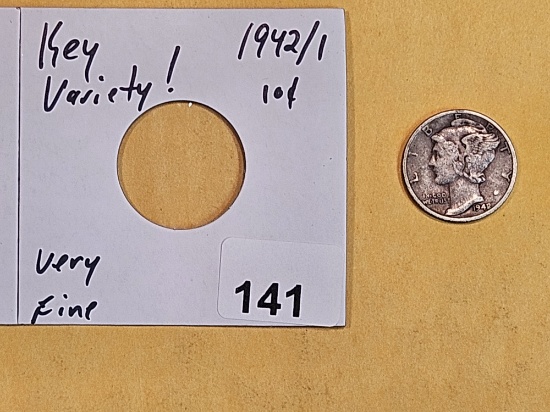 Key 1942/1
Variety! 10¢
Very
Fine
141
LIBERTY
IN GOD
WE TRUST